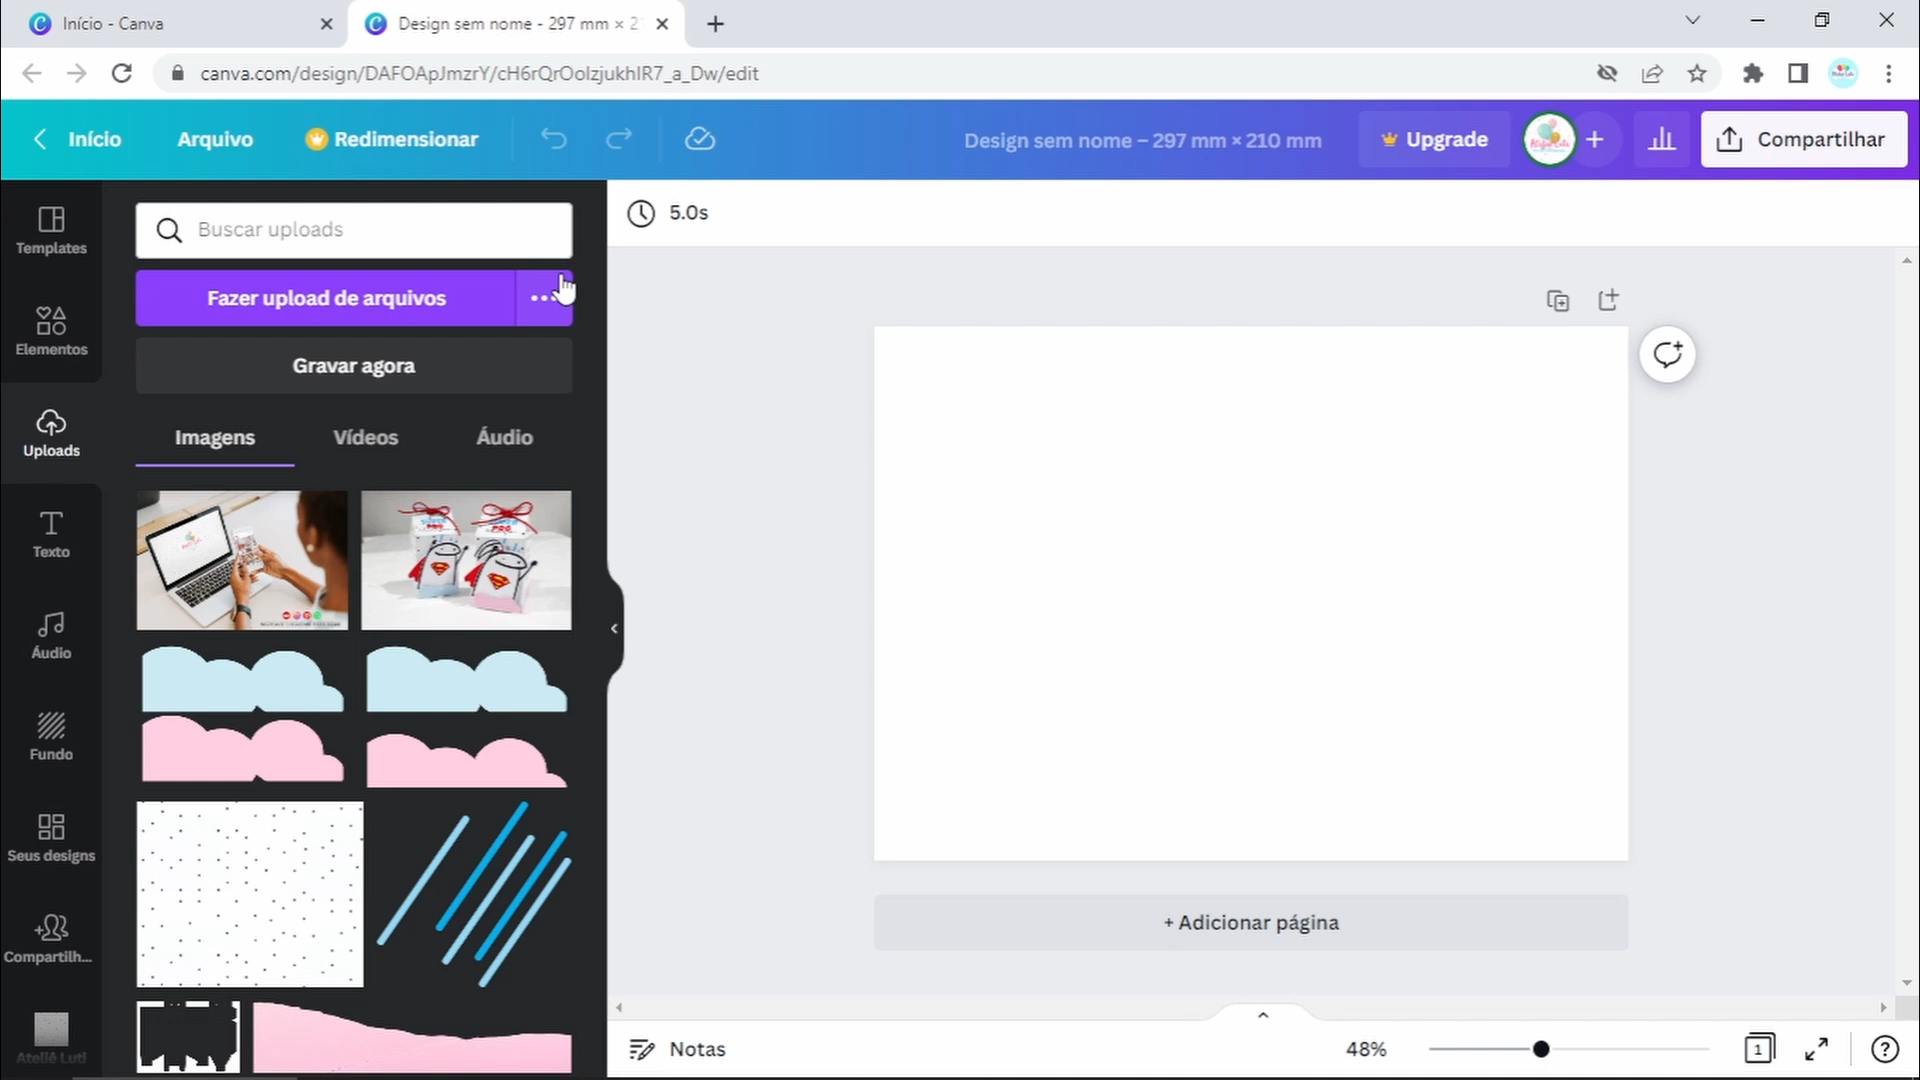 Início - Canva
Design sem nome - 297 mm × 2
canva.com/design/DAFOApJmzrY/cH6rQrOolzjukhIR7_a_Dw/edit
Início
Arquivo
Redimensionar
Design sem nome – 297 mm × 210 mm
Upgrade
Compartilhar
Templates
Elementos
Uploads
Texto
Áudio
Fundo
Seus designs
Compartilh...
Ateliê Luti
Buscar uploads
Fazer upload de arquivos
Gravar agora
Imagens
Vídeos
Áudio
5.0s
+ Adicionar página
Notas
48%
1